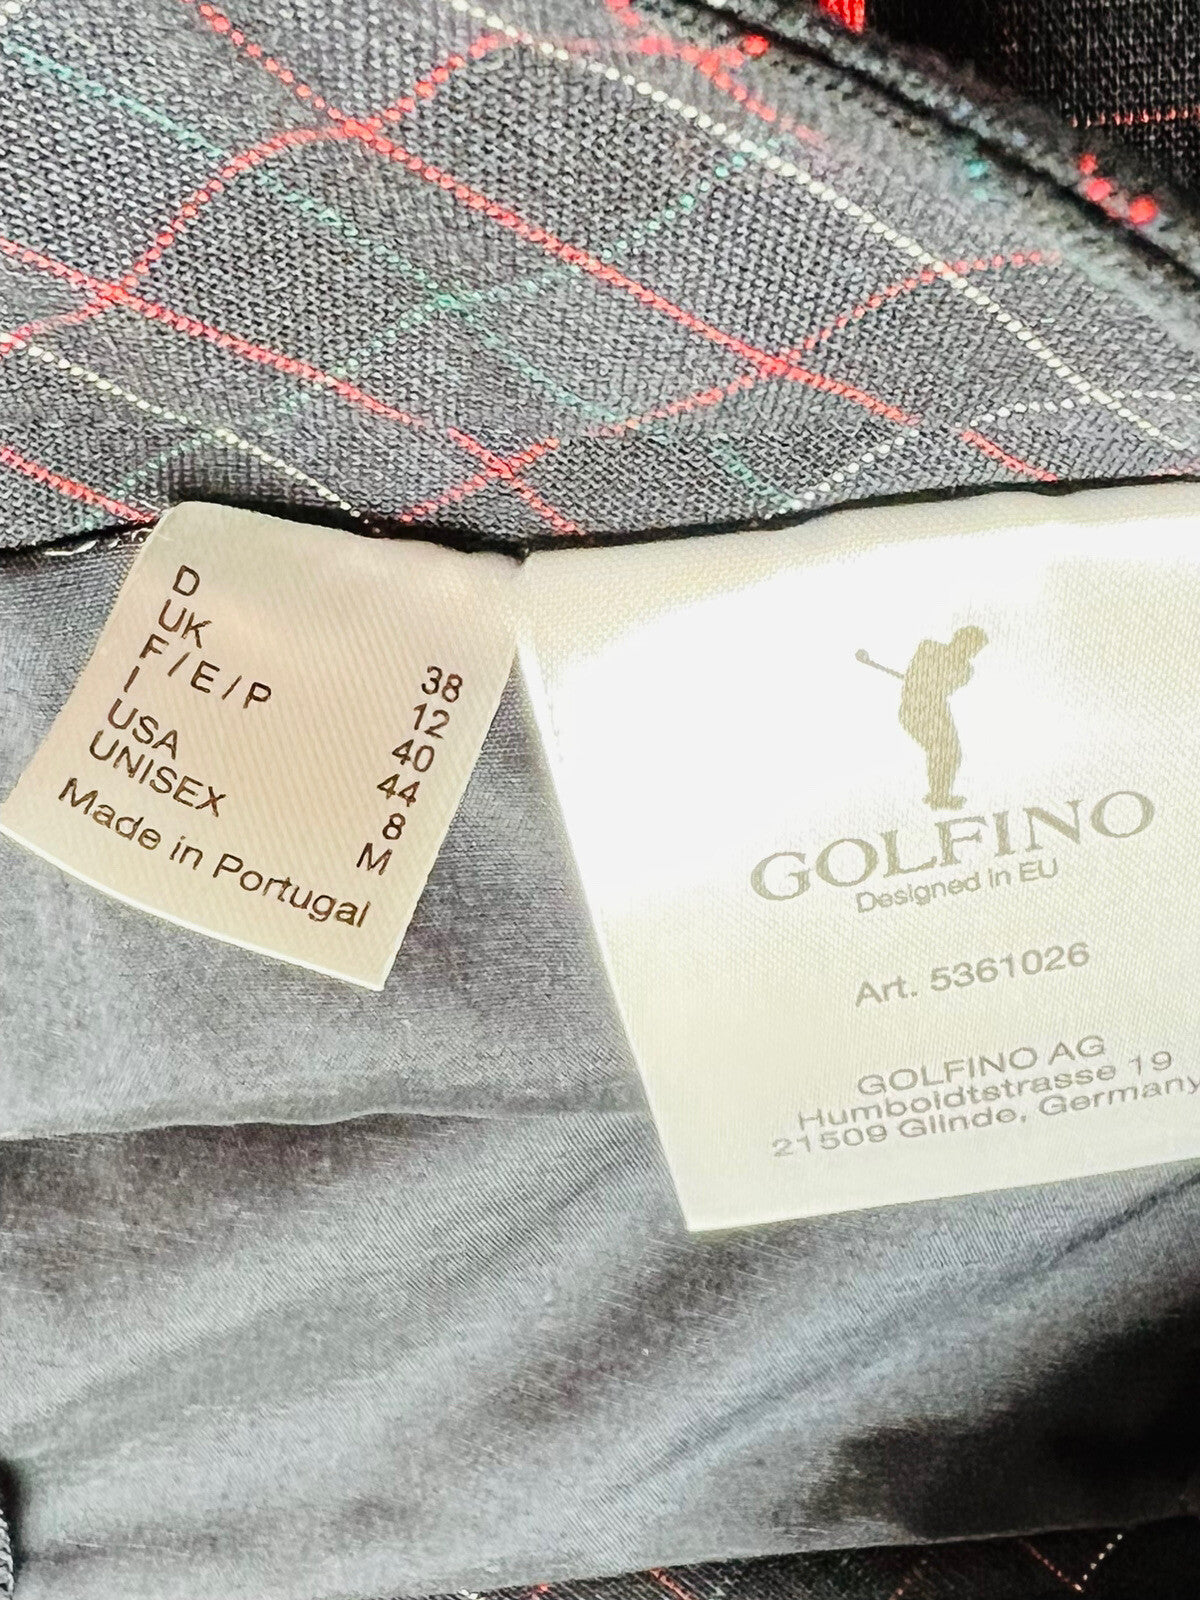 D 38
UK 12
F / E / P 40
I 44
USA 8
UNISEX M
Made in Portugal
GOLFINO
Designed in EU
Art. 5361026
GOLFINO AG
Humboldtstrasse 19
21509 Glinde, Germany